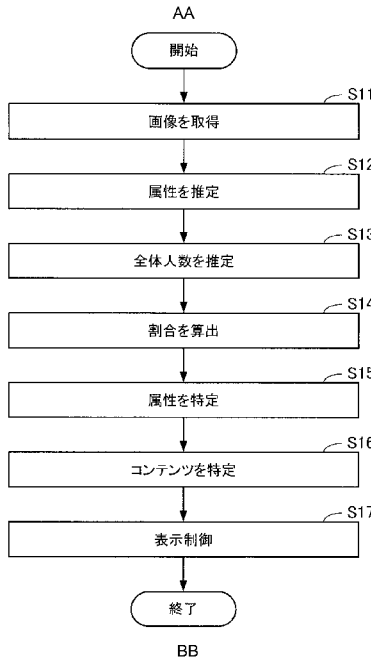 AA
開始
S11
画像を取得
S12
属性を推定
S13
全体人数を推定
S14
割合を算出
S15
属性を特定
S16
コンテンツを特定
S17
表示制御
終了
BB